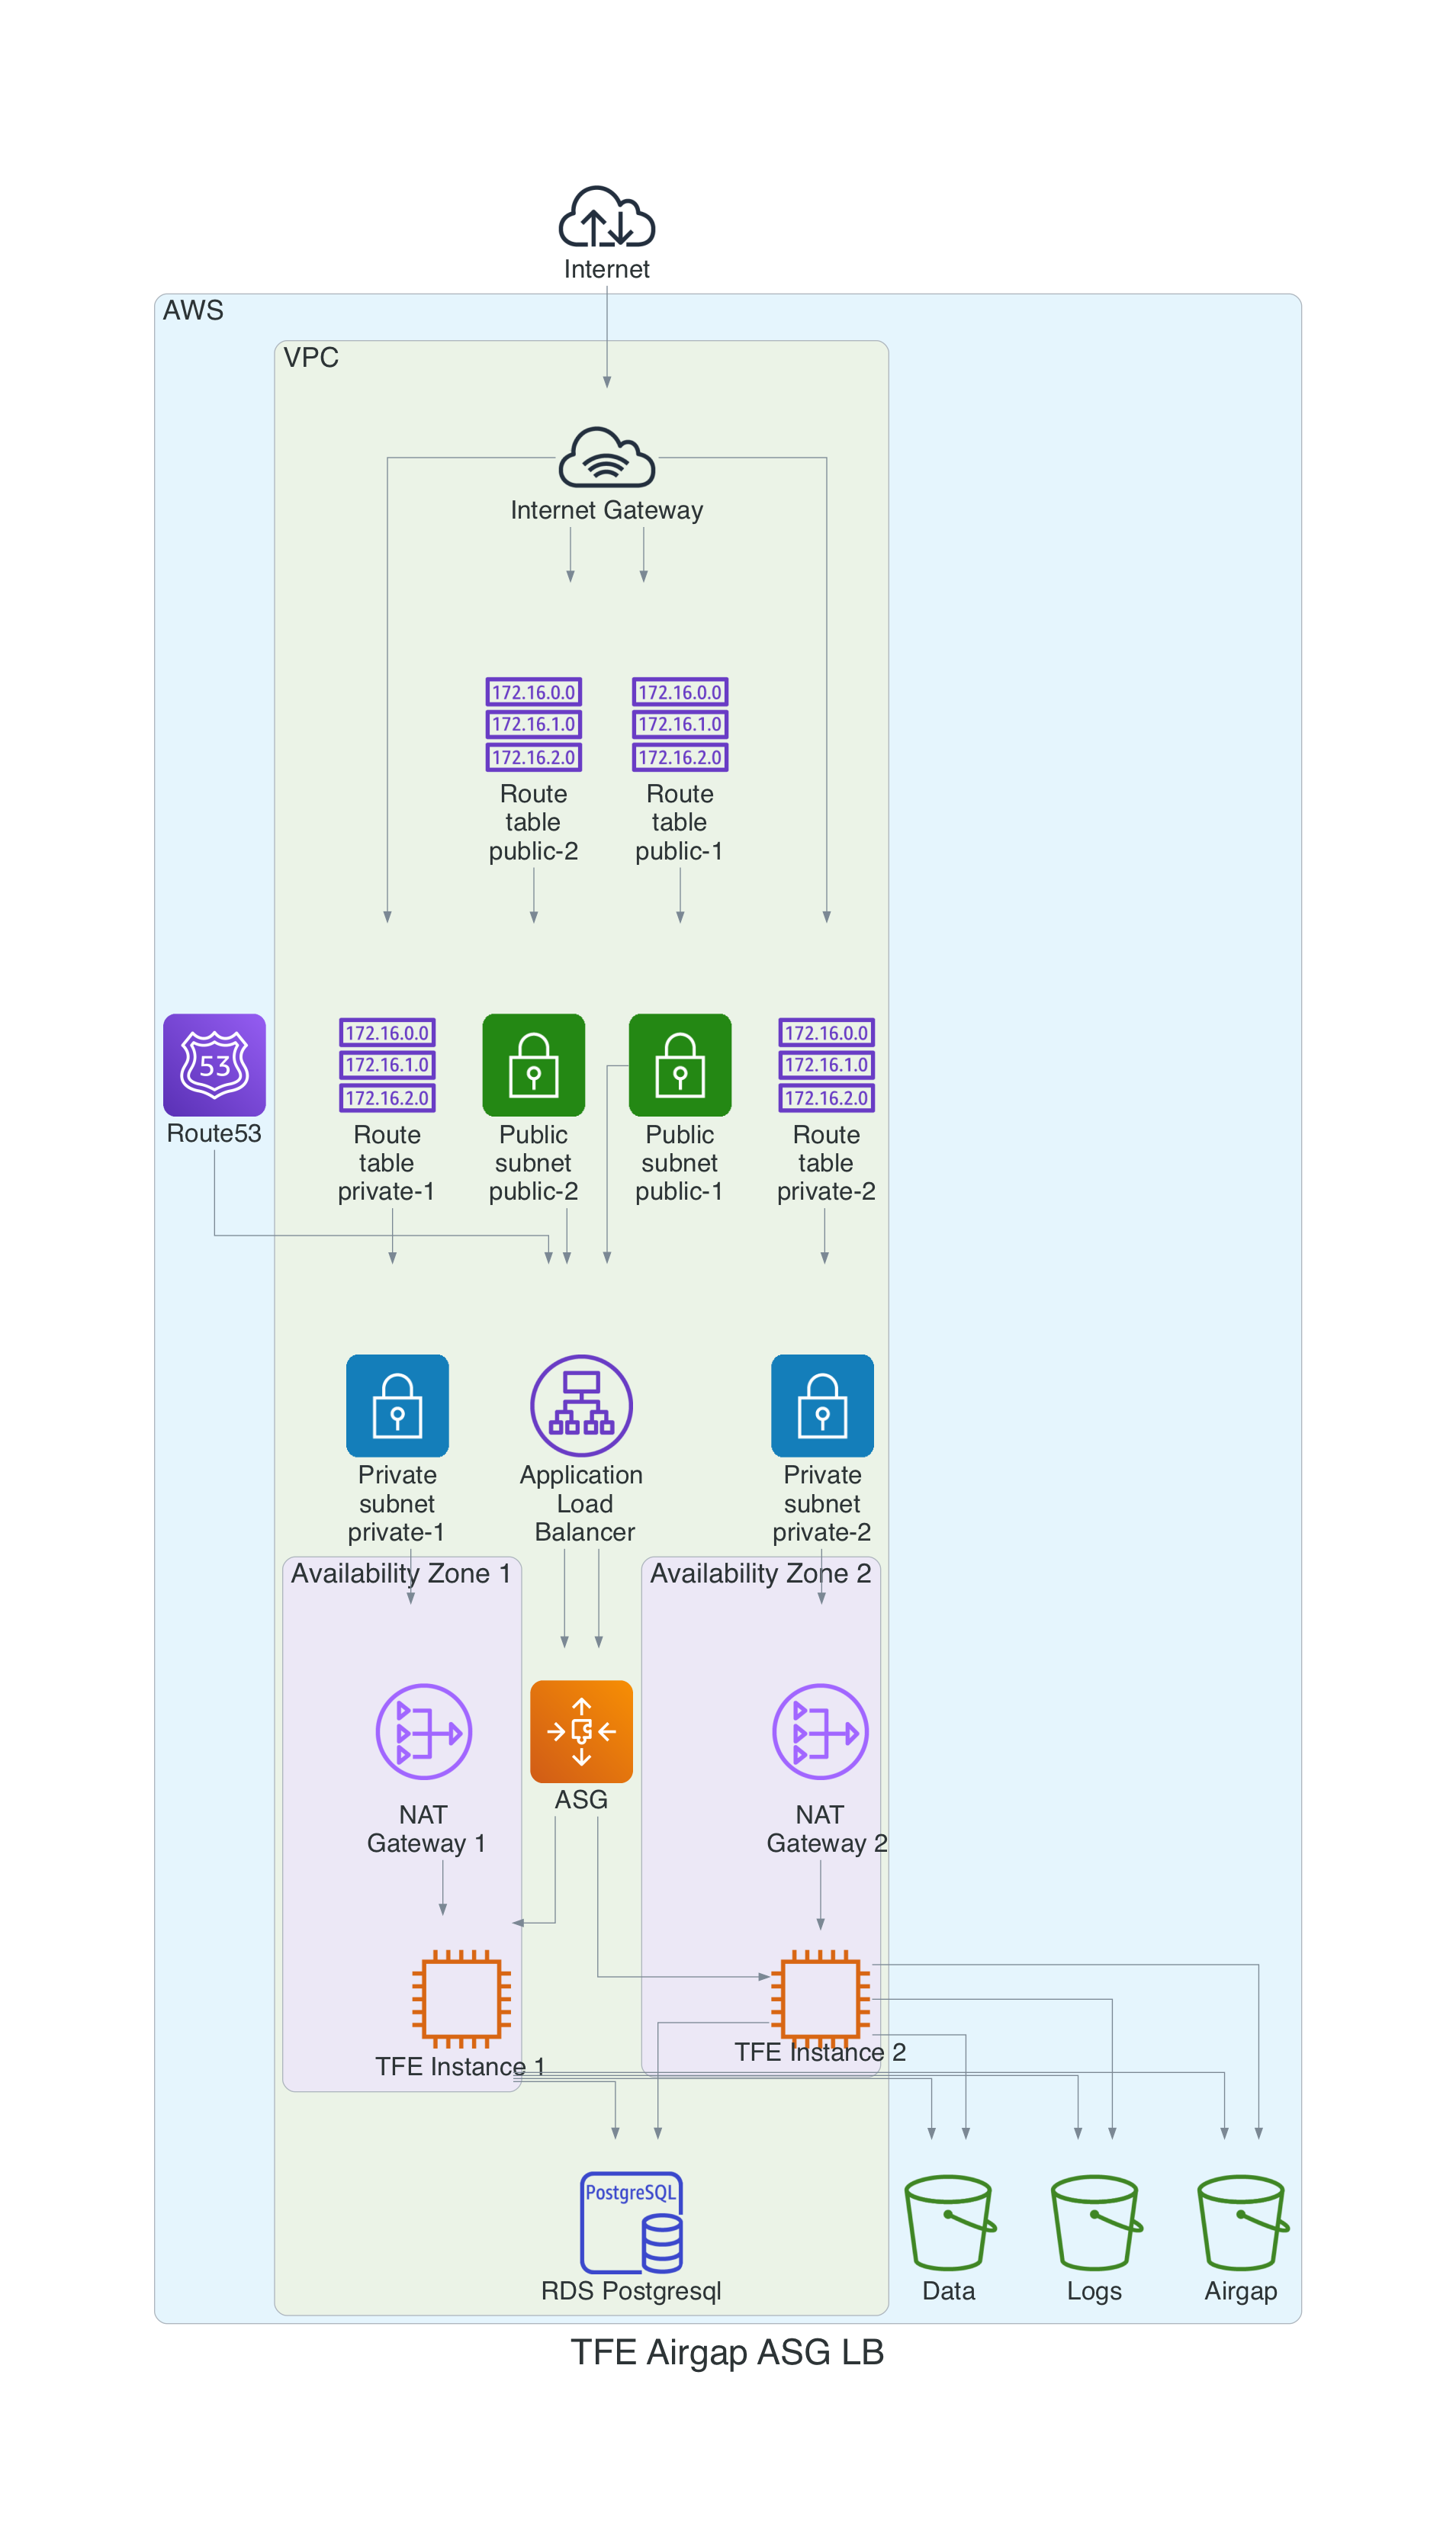 Internet
AWS
VPC
Internet Gateway
172.16.0.0
172.16.1.0
172.16.2.0
Route
table
public-2
172.16.0.0
172.16.1.0
172.16.2.0
Route
table
public-1
53
Route53
172.16.0.0
172.16.1.0
172.16.2.0
Route
table
private-1
Public
subnet
public-2
Public
subnet
public-1
172.16.0.0
172.16.1.0
172.16.2.0
Route
table
private-2
Private
subnet
private-1
Application
Load
Balancer
Private
subnet
private-2
Availability Zone 1
Availability Zone 2
NAT
Gateway 1
ASG
NAT
Gateway 2
TFE Instance 1
TFE Instance 2
PostgreSQL
RDS Postgresql
Data
Logs
Airgap
TFE Airgap ASG LB